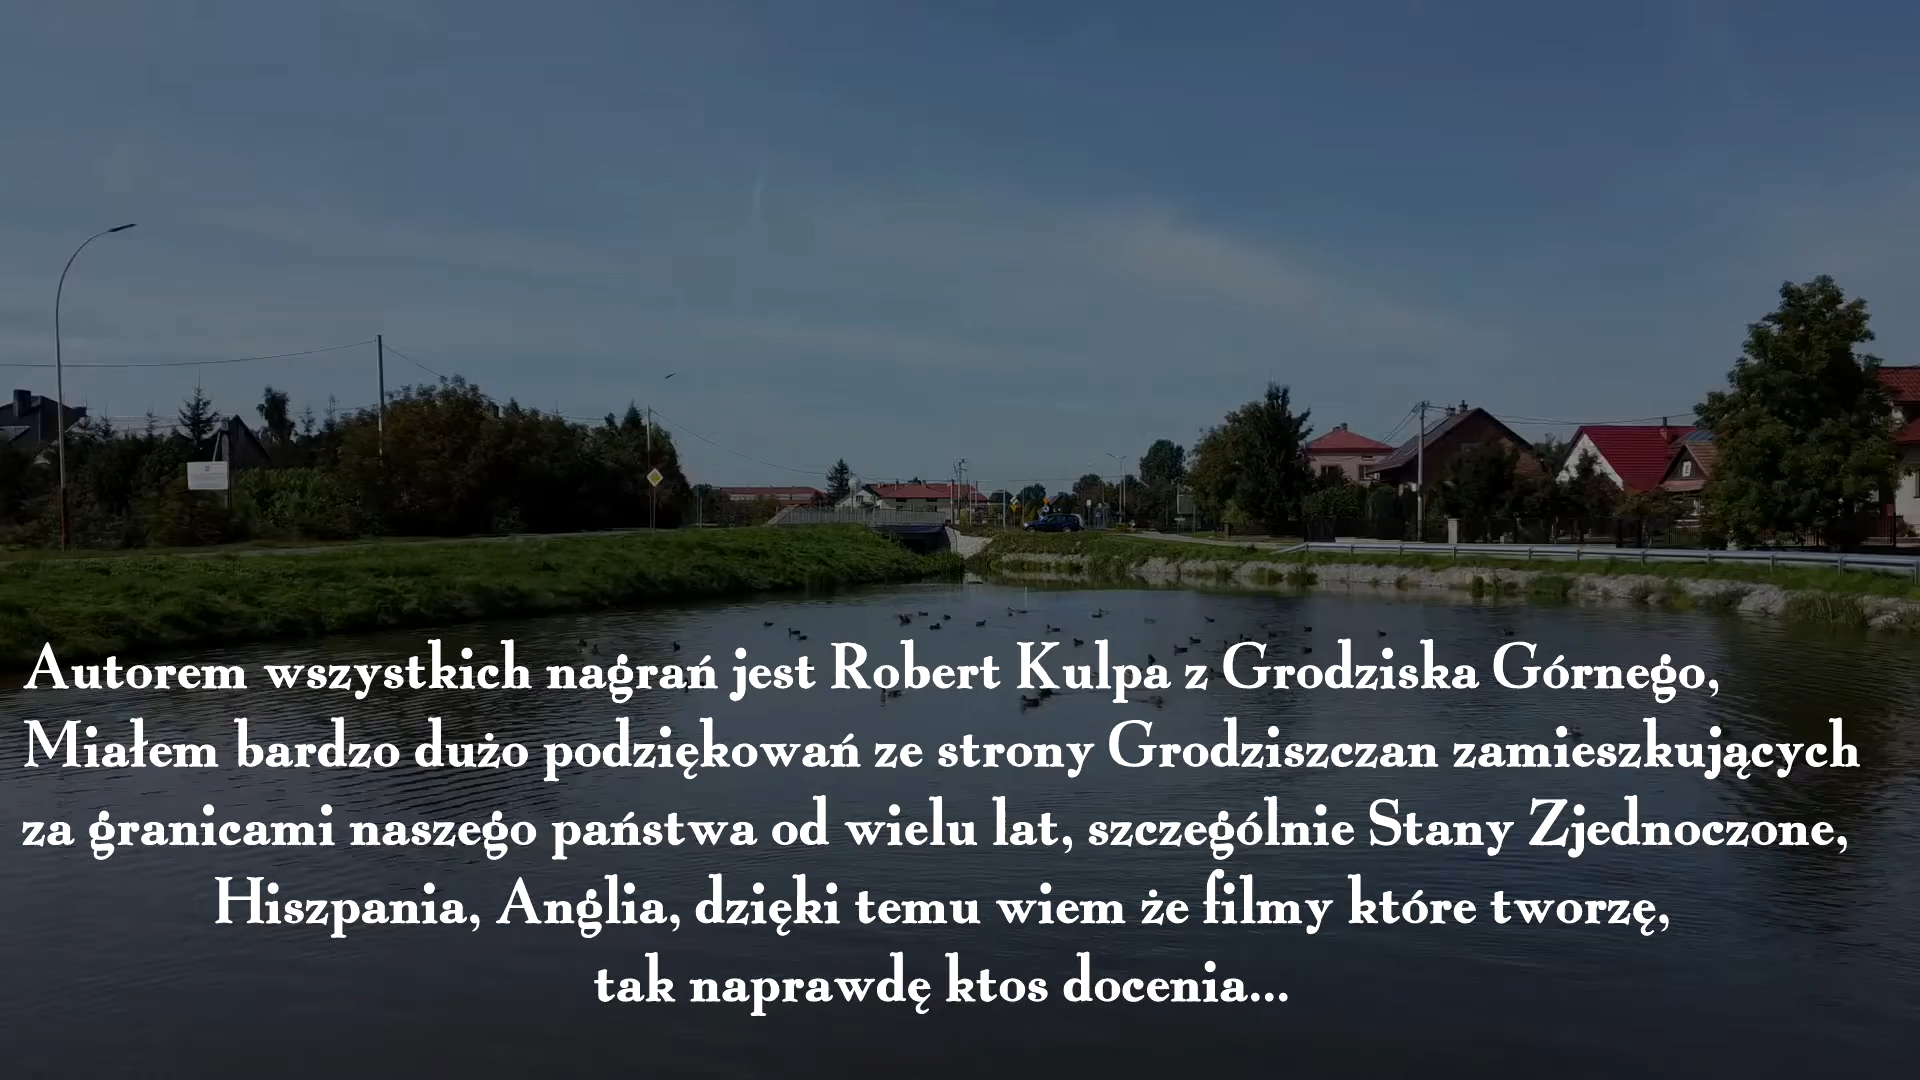 Autorem wszystkich nagrań jest Robert Kulpa z Grodziska Górnego,
Miałem bardzo dużo podziękowań ze strony Grodziszczan zamieszkujących
za granicami naszego państwa od wielu lat, szczególnie Stany Zjednoczone,
Hiszpania, Anglia, dzięki temu wiem że filmy które tworzę,
tak naprawdę ktos docenia...